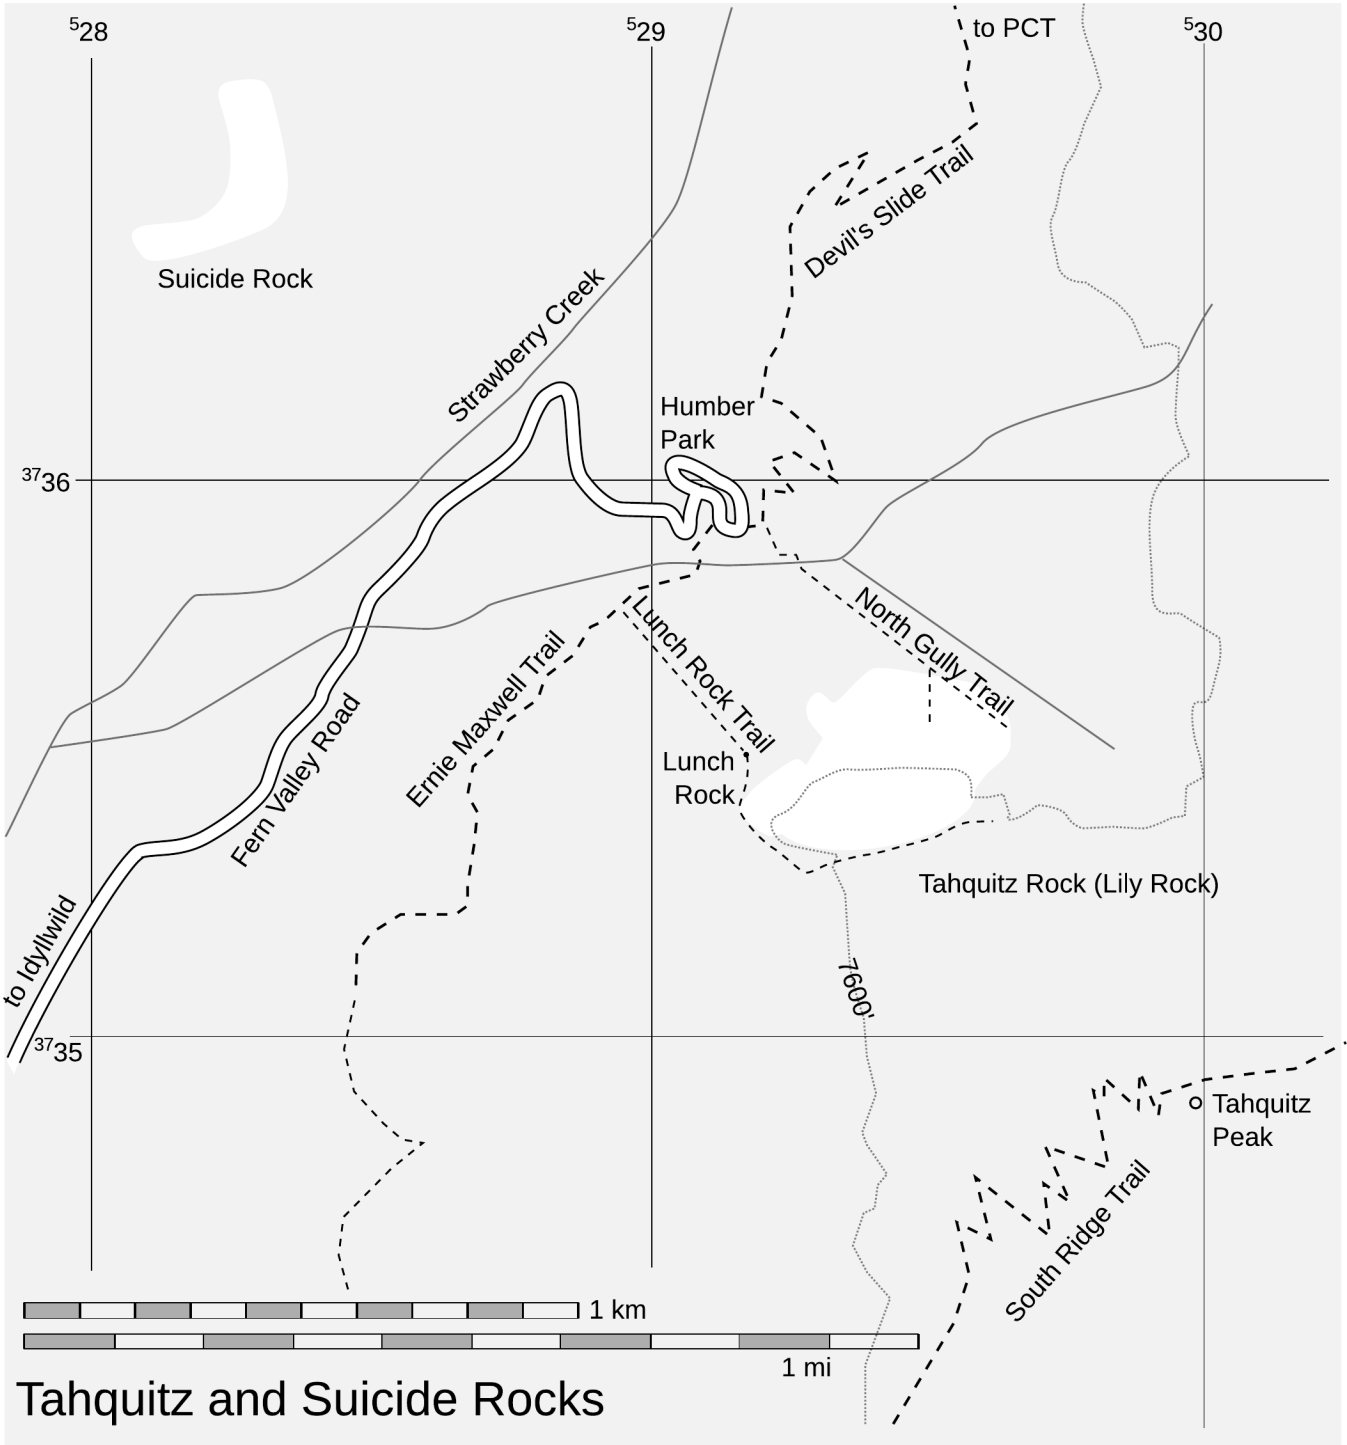 528
529
to PCT
530
Devil's Slide Trail
Suicide Rock
Strawberry Creek
Humber
Park
3736
North Gully Trail
Lunch Rock Trail
Ernie Maxwell Trail
Fern Valley Road
Lunch
Rock
Tahquitz Rock (Lily Rock)
to Idyllwild
7600'
3735
Tahquitz
Peak
South Ridge Trail
1 km
1 mi
Tahquitz and Suicide Rocks